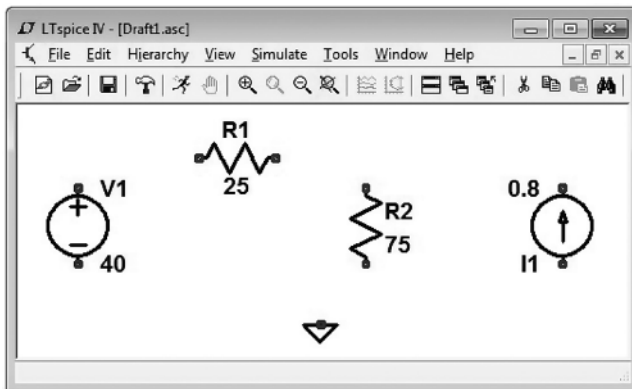 LTspice IV - [Draft1.asc]
File Edit Hierarchy View Simulate Tools Window Help
R1
25
V1
40
R2
75
0.8
I1